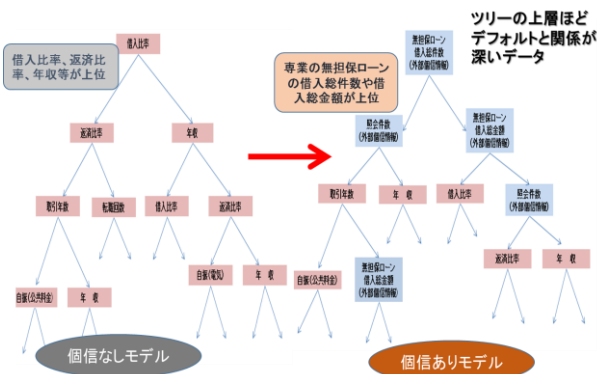 ツリーの上層ほど
デフォルトと関係が
深いデータ
借入比率
借入比率、返済比
率、年収等が上位
返済比率
年収
取引年数
転職回数
借入比率
返済比率
自振(公共料金)
年 収
自振(電気)
年 収
個信なしモデル
無担保ローン
借入総件数
(外部個信情報)
専業の無担保ローン
の借入総件数や借
入総金額が上位
照会件数
(外部個信情報)
無担保ローン
借入総金額
(外部個信情報)
取引年数
年 収
借入比率
照会件数
(外部個信情報)
自振(公共料金)
無担保ローン
借入総金額
(外部個信情報)
返済比率
年 収
個信ありモデル